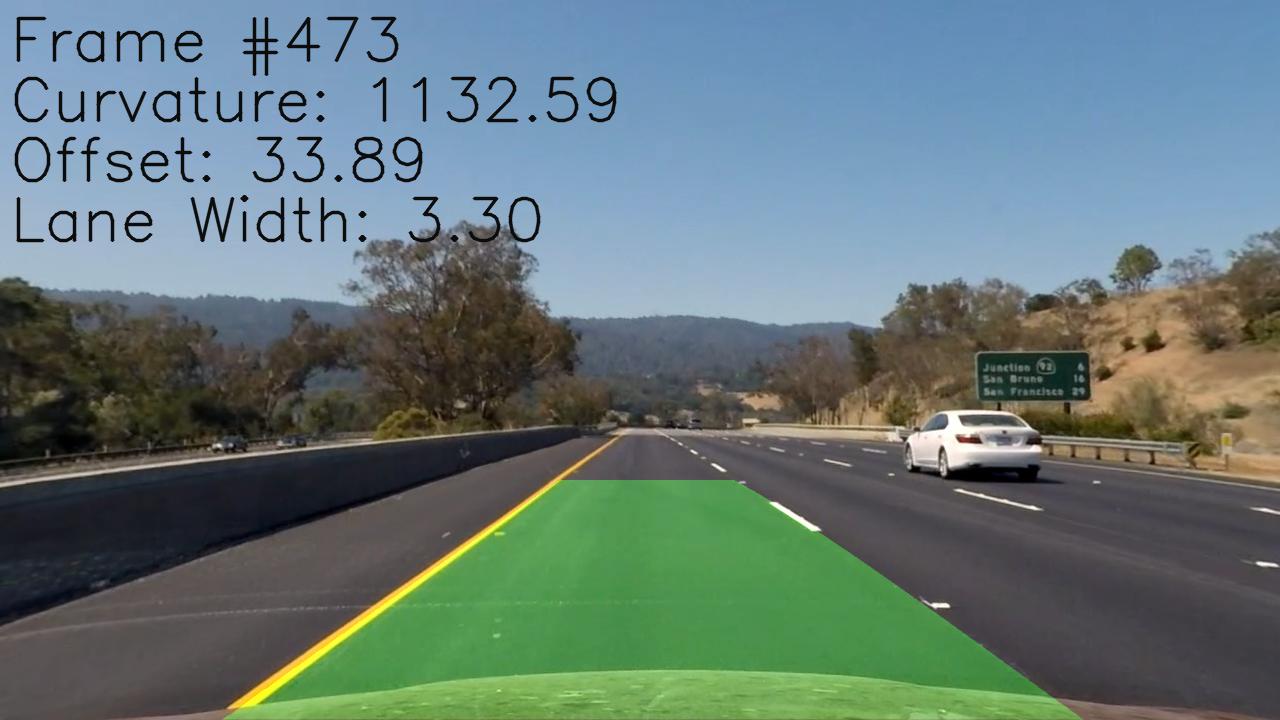 Frame #473
Curvature: 1132.59
Offset: 33.89
Lane Width: 3.30
Junction 92 6
San Bruno 16
San Francisco 29